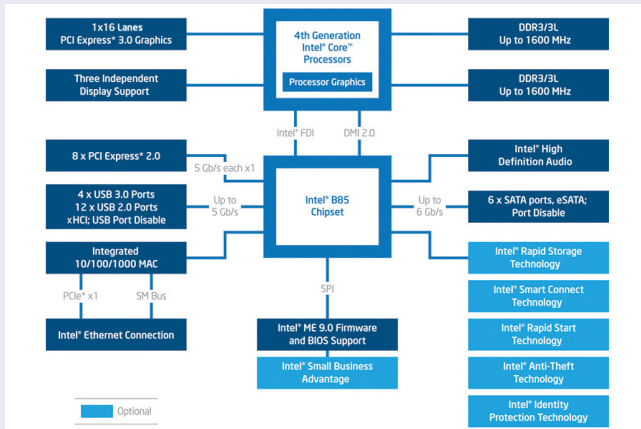 1x16 Lanes
PCI Express* 3.0 Graphics
4th Generation
Intel® Core™
Processors
Processor Graphics
DDR3/3L
Up to 1600 MHz
Three Independent
Display Support
DDR3/3L
Up to 1600 MHz
Intel® FDI
DMI 2.0
8 x PCI Express* 2.0
5 Gb/s each x1
Intel® High
Definition Audio
4 x USB 3.0 Ports
12 x USB 2.0 Ports
xHCI; USB Port Disable
Up to
5 Gb/s
Intel® B85
Chipset
Up to
6 Gb/s
6 x SATA ports, eSATA;
Port Disable
Integrated
10/100/1000 MAC
Intel® Rapid Storage
Technology
PCIe* x1
SM Bus
SPI
Intel® Smart Connect
Technology
Intel® Ethernet Connection
Intel® ME 9.0 Firmware
and BIOS Support
Intel® Rapid Start
Technology
Intel® Small Business
Advantage
Intel® Anti-Theft
Technology
Optional
Intel® Identity
Protection Technology